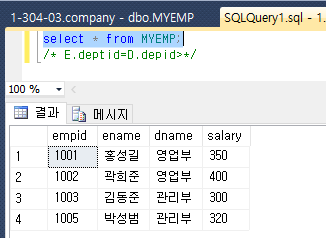 1-304-03.company - dbo.MYEMP SQLQuery1.sql - 1.
select * from MYEMP;
/* E.deptid=D.depid>*/
100 %
결과 메시지
empid ename dname salary
1 1001 홍성길 영업부 350
2 1002 곽희준 영업부 400
3 1003 김동준 관리부 300
4 1005 박성범 관리부 320